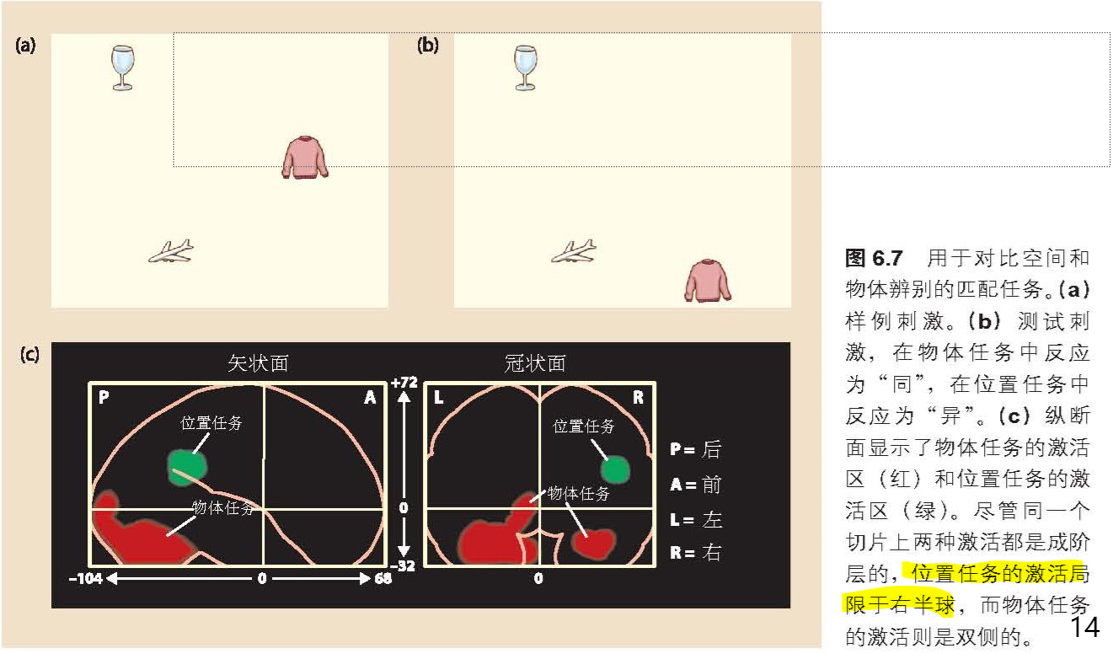 (a)
(b)
(c)
矢状面
冠状面
P
A
+72
L
R
位置任务
位置任务
物体任务
物体任务
0
-32
-104
0
68
0
P= 后
A= 前
L= 左
R= 右
图 6.7 用于对比空间和
物体辨别的匹配任务。(a)
样例刺激。(b) 测试刺
激，在物体任务中反应
为“同”，在位置任务中
反应为“异”。(c) 纵断
面显示了物体任务的激活
区（红）和位置任务的激
活区（绿）。尽管同一个
切片上两种激活都是成阶
层的，位置任务的激活局
限于右半球，而物体任务
的激活则是双侧的。
14